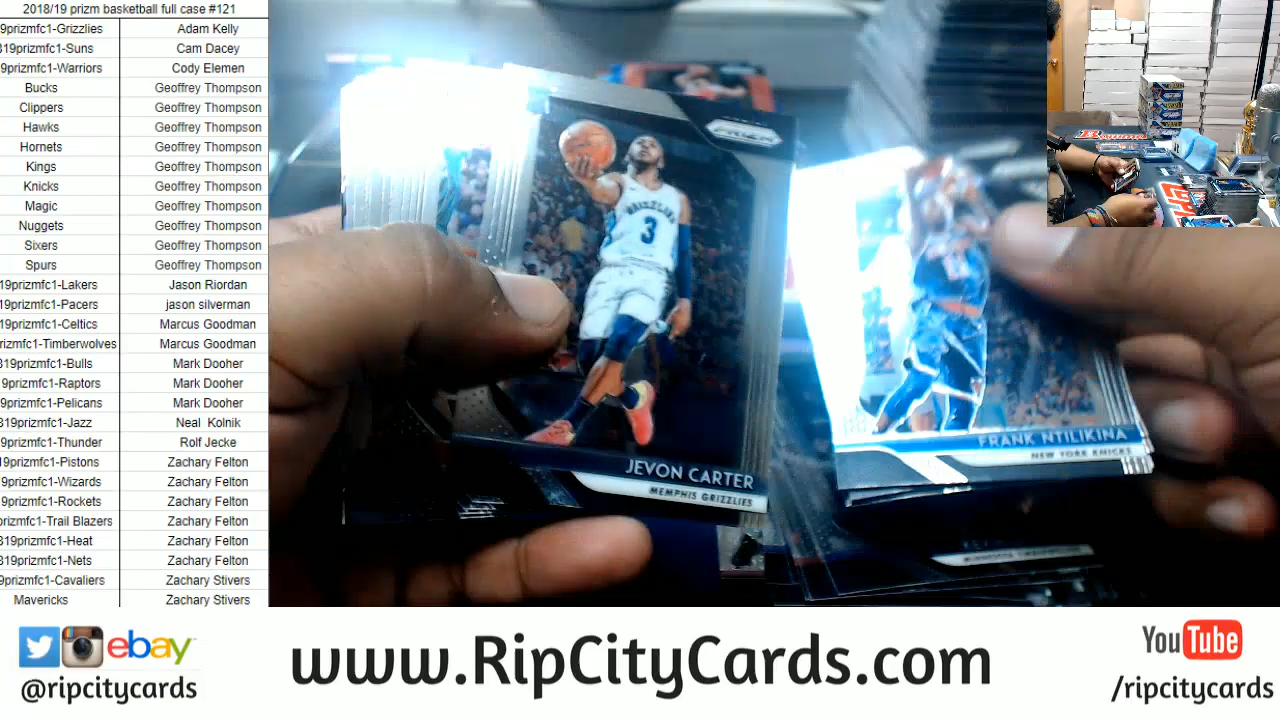 2018/19 prizm basketball full case #121
9prizmfc1-Grizzlies Adam Kelly
319prizmfc1-Suns Cam Dacey
9prizmfc1-Warriors Cody Elemen
Bucks Geoffrey Thompson
Clippers Geoffrey Thompson
Hawks Geoffrey Thompson
Hornets Geoffrey Thompson
Kings Geoffrey Thompson
Knicks Geoffrey Thompson
Magic Geoffrey Thompson
Nuggets Geoffrey Thompson
Sixers Geoffrey Thompson
Spurs Geoffrey Thompson
19prizmfc1-Lakers Jason Riordan
19prizmfc1-Pacers jason silverman
19prizmfc1-Celtics Marcus Goodman
rizmfc1-Timberwolves Marcus Goodman
319prizmfc1-Bulls Mark Dooher
9prizmfc1-Raptors Mark Dooher
9prizmfc1-Pelicans Mark Dooher
319prizmfc1-Jazz Neal Kolnik
9prizmfc1-Thunder Rolf Jecke
19prizmfc1-Pistons Zachary Felton
9prizmfc1-Wizards Zachary Felton
9prizmfc1-Rockets Zachary Felton
prizmfc1-Trail Blazers Zachary Felton
319prizmfc1-Heat Zachary Felton
319prizmfc1-Nets Zachary Felton
9prizmfc1-Cavaliers Zachary Stivers
Mavericks Zachary Stivers
PRIZM
GRIZZLIES
3
JEVON CARTER
MEMPHIS GRIZZLIES
FRANK NTILIKINA
NEW YORK KNICKS
ebay
@ripcitycards
www.RipCityCards.com
YouTube
/ripcitycards